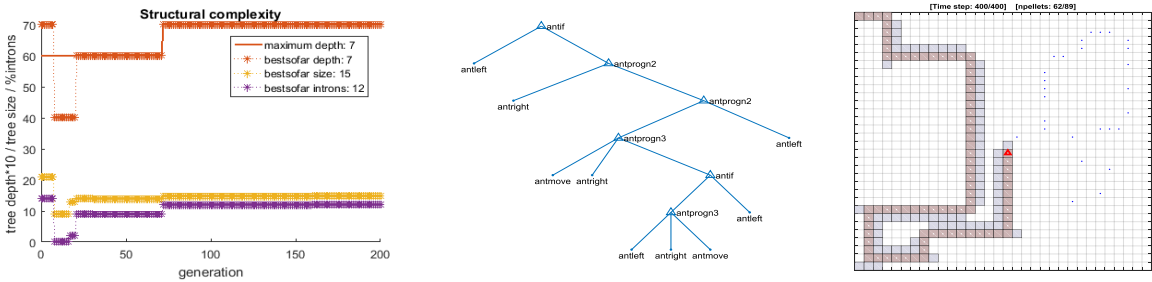 Structural complexity
tree depth*10 / tree size / %introns
70
60
50
40
30
20
10
0
0
50
100
150
200
generation
maximum depth: 7
bestsofar depth: 7
bestsofar size: 15
bestsofar introns: 12
antif
antleft
antprogn2
antright
antprogn2
antprogn3
antleft
antmove
antright
antif
antprogn3
antleft
antleft
antright
antmove
[Time step: 400/400] [npellets: 62/89]